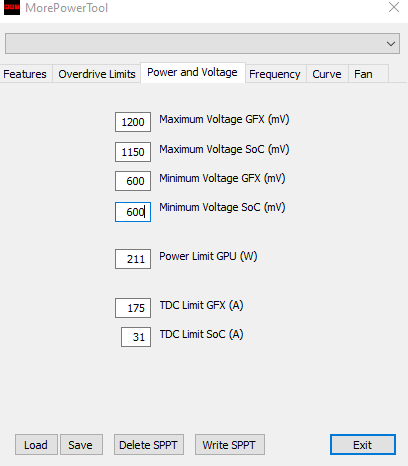 MorePowerTool
Features Overdrive Limits Power and Voltage Frequency Curve Fan
1200 Maximum Voltage GFX (mV)
1150 Maximum Voltage SoC (mV)
600 Minimum Voltage GFX (mV)
600 Minimum Voltage SoC (mV)
211 Power Limit GPU (W)
175 TDC Limit GFX (A)
31 TDC Limit SoC (A)
Load Save Delete SPPT Write SPPT Exit